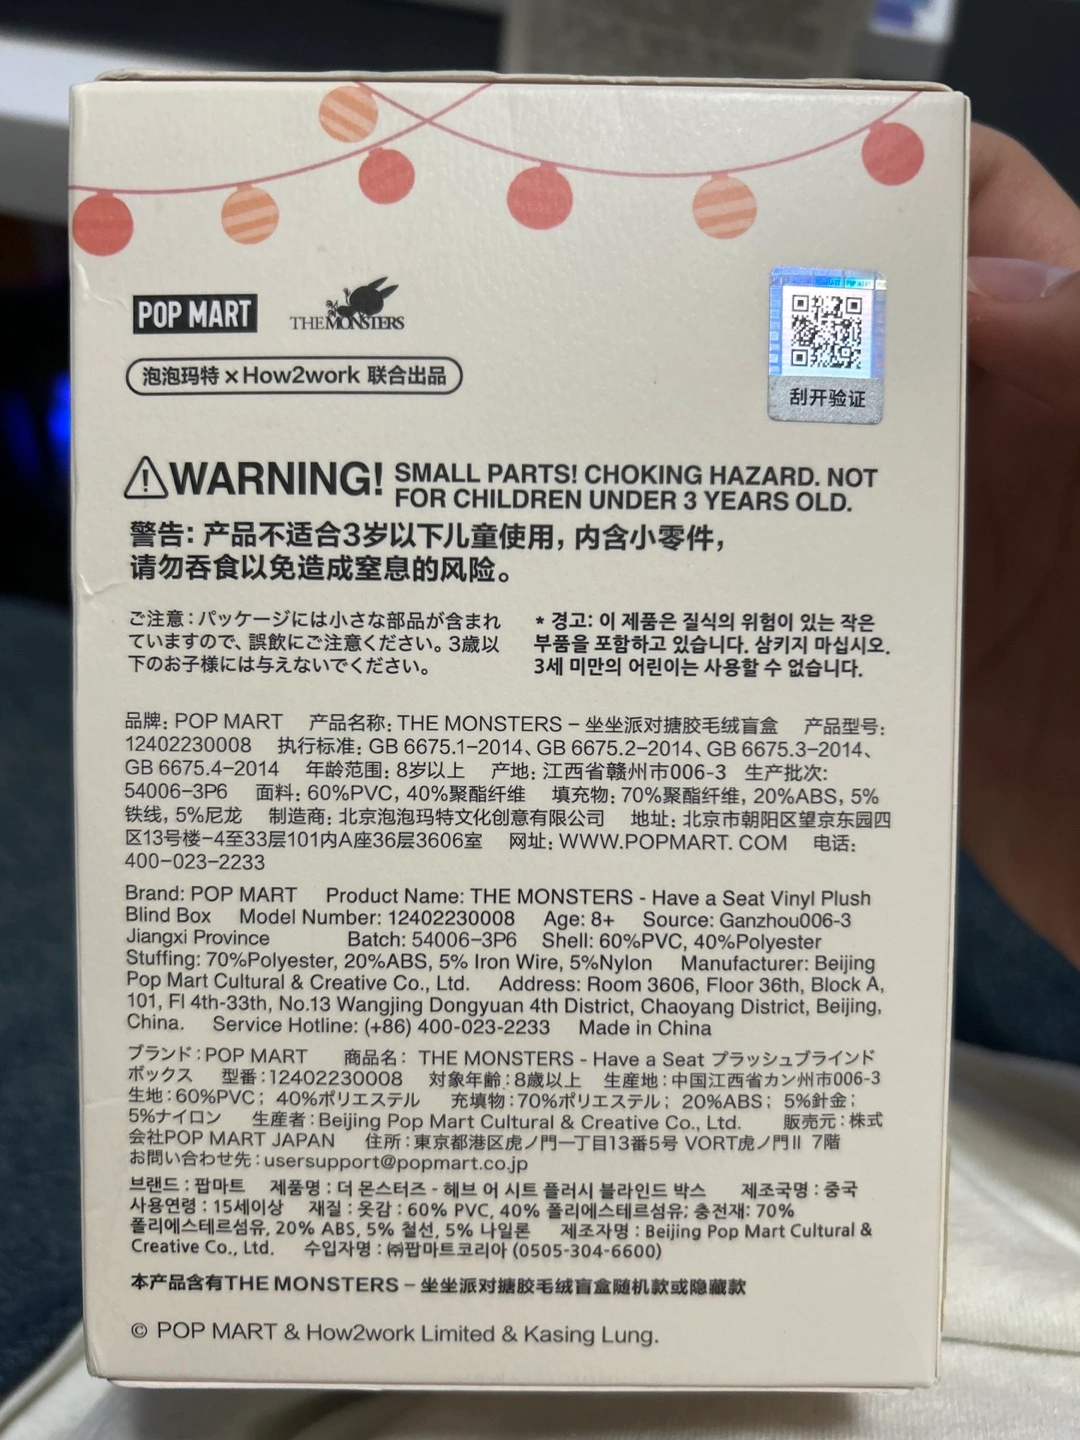 POP MART
THE MONSTERS
泡泡玛特 × How2work 联合出品
刮开验证
WARNING! SMALL PARTS! CHOKING HAZARD. NOT
FOR CHILDREN UNDER 3 YEARS OLD.
警告: 产品不适合3岁以下儿童使用, 内含小零件,
请勿吞食以免造成窒息的风险。
ご注意:パッケージには小さな部品が含まれ
ていますので、誤飲にご注意ください。3歳以
下のお子様には与えないでください。
* 경고: 이 제품은 질식의 위험이 있는 작은
부품을 포함하고 있습니다. 삼키지 마십시오.
3세 미만의 어린이는 사용할 수 없습니다.
品牌: POP MART 产品名称: THE MONSTERS – 坐坐派对搪胶毛绒盲盒 产品型号:
12402230008 执行标准: GB 6675.1–2014、GB 6675.2–2014、GB 6675.3–2014、
GB 6675.4–2014 年龄范围: 8岁以上 产地: 江西省赣州市006-3 生产批次:
54006-3P6 面料: 60%PVC, 40%聚酯纤维 填充物: 70%聚酯纤维, 20%ABS, 5%
铁线, 5%尼龙 制造商: 北京泡泡玛特文化创意有限公司 地址: 北京市朝阳区望京东园四
区13号楼–4至33层101内A座36层3606室 网址: WWW.POPMART. COM 电话:
400-023-2233
Brand: POP MART Product Name: THE MONSTERS - Have a Seat Vinyl Plush
Blind Box Model Number: 12402230008 Age: 8+ Source: Ganzhou006-3
Jiangxi Province Batch: 54006–3P6 Shell: 60%PVC, 40%Polyester
Stuffing: 70%Polyester, 20%ABS, 5% Iron Wire, 5%Nylon Manufacturer: Beijing
Pop Mart Cultural & Creative Co., Ltd. Address: Room 3606, Floor 36th, Block A,
101, Fl 4th-33th, No.13 Wangjing Dongyuan 4th District, Chaoyang District, Beijing,
China. Service Hotline: (+86) 400-023-2233 Made in China
ブランド:POP MART 商品名: THE MONSTERS - Have a Seat プラッシュブラインド
ボックス 型番:12402230008 対象年齢:8歳以上 生産地:中国江西省カン州市006-3
生地:60%PVC; 40%ポリエステル 充填物:70%ポリエステル; 20%ABS; 5%針金;
5%ナイロン 生産者:Beijing Pop Mart Cultural & Creative Co., Ltd. 販売元:株式
会社POP MART JAPAN 住所:東京都港区虎ノ門一丁目13番5号 VORT虎ノ門Ⅱ 7階
お問い合わせ先:usersupport@popmart.co.jp
브랜드 : 팝마트 제품명 : 더 몬스터즈 - 헤브 어 시트 플러시 블라인드 박스 제조국명 : 중국
사용연령 : 15세이상 재질 : 옷감 : 60% PVC, 40% 폴리에스테르섬유; 충전재: 70%
폴리에스테르섬유, 20% ABS, 5% 철선, 5% 나일론 제조자명 : Beijing Pop Mart Cultural &
Creative Co., Ltd. 수입자명 : ㈜팝마트코리아 (0505-304-6600)
本产品含有THE MONSTERS – 坐坐派对搪胶毛绒盲盒随机款或隐藏款
© POP MART & How2work Limited & Kasing Lung.